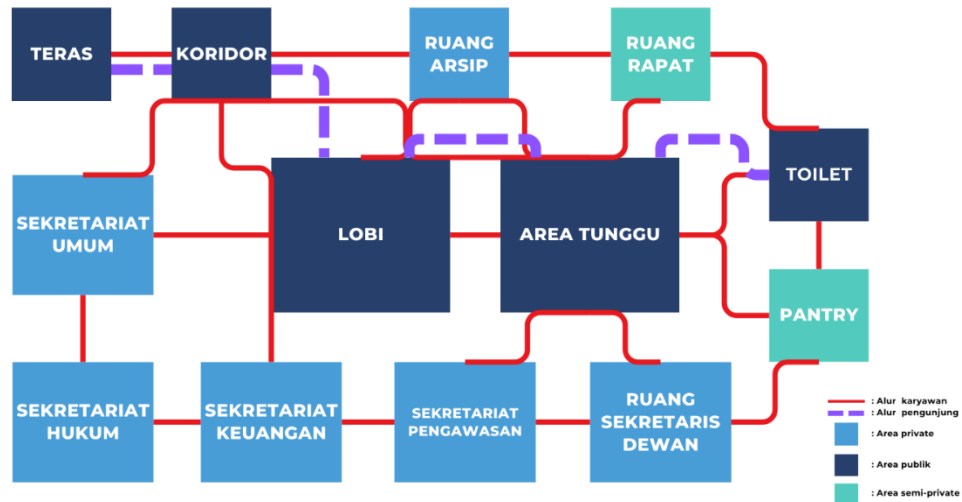 TERAS
KORIDOR
RUANG
ARSIP
RUANG
RAPAT
TOILET
SEKRETARIAT
UMUM
LOBI
AREA TUNGGU
PANTRY
SEKRETARIAT
HUKUM
SEKRETARIAT
KEUANGAN
SEKRETARIAT
PENGAWASAN
RUANG
SEKRETARIS
DEWAN
: Alur karyawan
: Alur pengunjung
: Area private
: Area publik
: Area semi-private